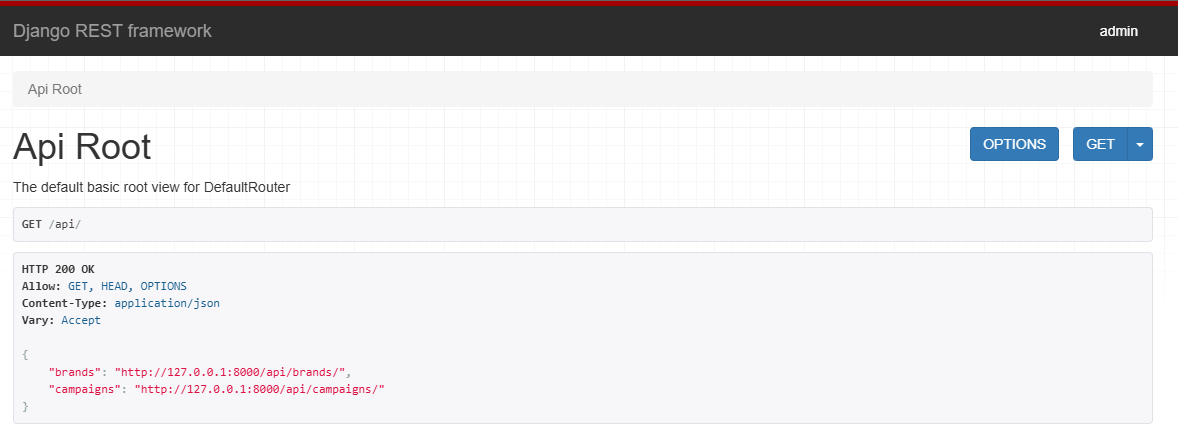 Django REST framework
admin
Api Root
Api Root
OPTIONS
GET
The default basic root view for DefaultRouter
GET /api/
HTTP 200 OK
Allow: GET, HEAD, OPTIONS
Content-Type: application/json
Vary: Accept
{
    "brands": "http://127.0.0.1:8000/api/brands/",
    "campaigns": "http://127.0.0.1:8000/api/campaigns/"
}